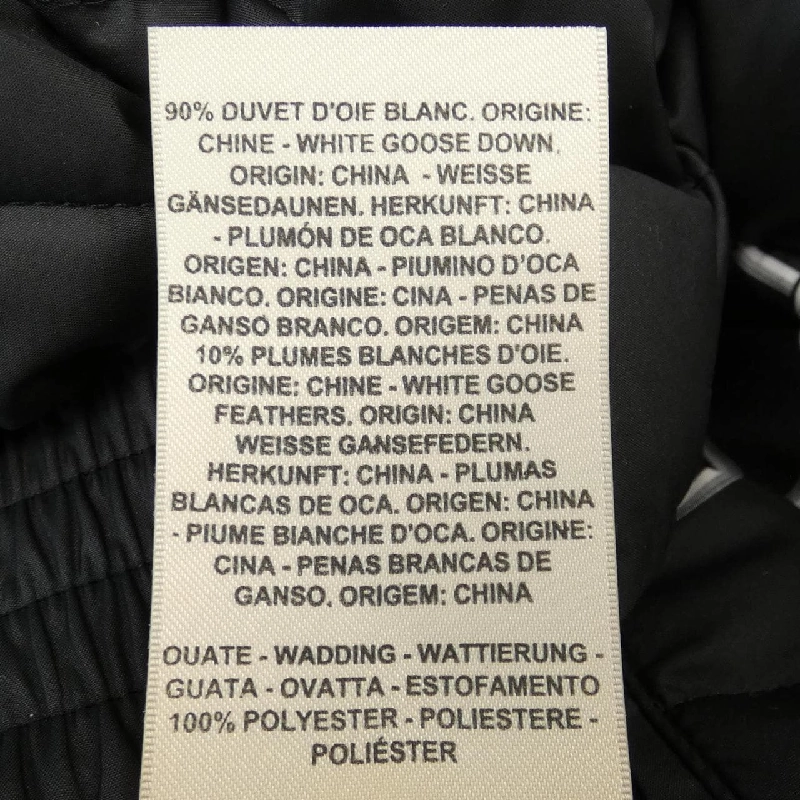 90% DUVET D'OIE BLANC. ORIGINE:
CHINE - WHITE GOOSE DOWN.
ORIGIN: CHINA - WEISSE
GÄNSEDAUNEN. HERKUNFT: CHINA
- PLUMÓN DE OCA BLANCO.
ORIGEN: CHINA - PIUMINO D'OCA
BIANCO. ORIGINE: CINA - PENAS DE
GANSO BRANCO. ORIGEM: CHINA
10% PLUMES BLANCHES D'OIE.
ORIGINE: CHINE - WHITE GOOSE
FEATHERS. ORIGIN: CHINA
WEISSE GANSEFEDERN.
HERKUNFT: CHINA - PLUMAS
BLANCAS DE OCA. ORIGEN: CHINA
- PIUME BIANCHE D'OCA. ORIGINE:
CINA - PENAS BRANCAS DE
GANSO. ORIGEM: CHINA
OUATE - WADDING - WATTIERUNG -
GUATA - OVATTA - ESTOFAMENTO
100% POLYESTER - POLIESTERE -
POLIÉSTER